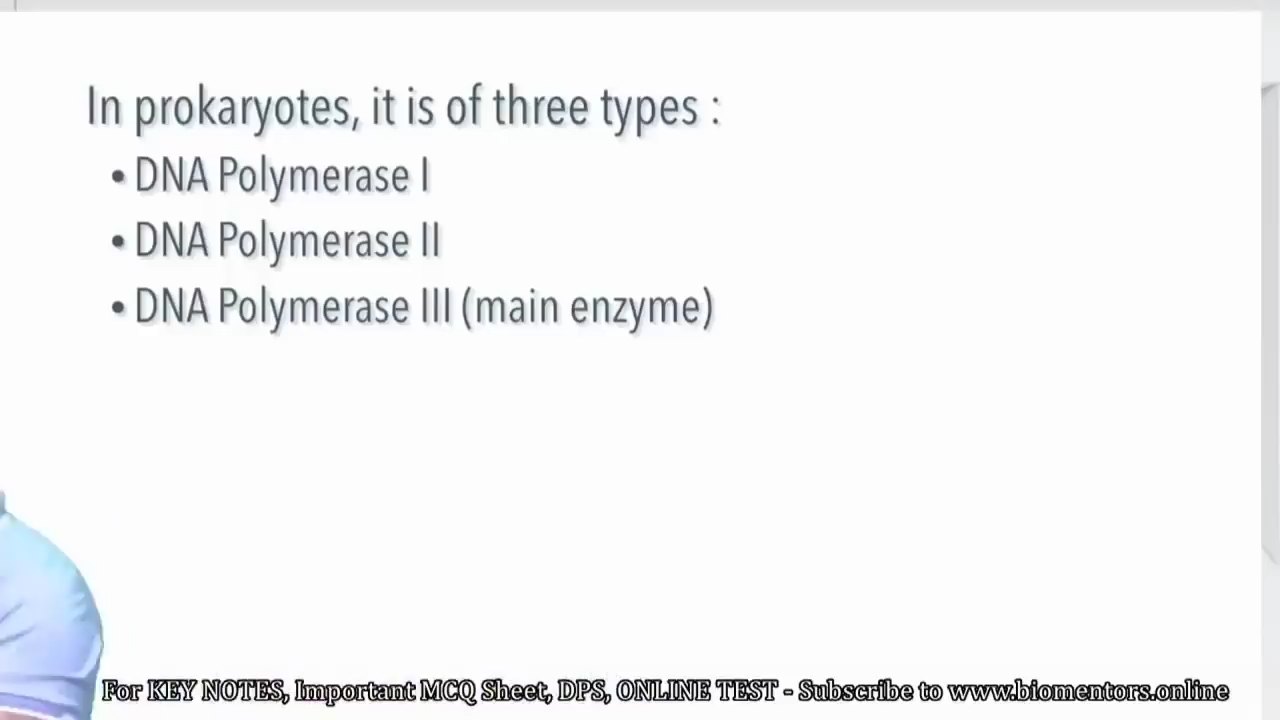 In prokaryotes, it is of three types :
• DNA Polymerase I
• DNA Polymerase II
• DNA Polymerase III (main enzyme)
For KEY NOTES, Important MCQ Sheet, DPS, ONLINE TEST - Subscribe to www.biomentors.online